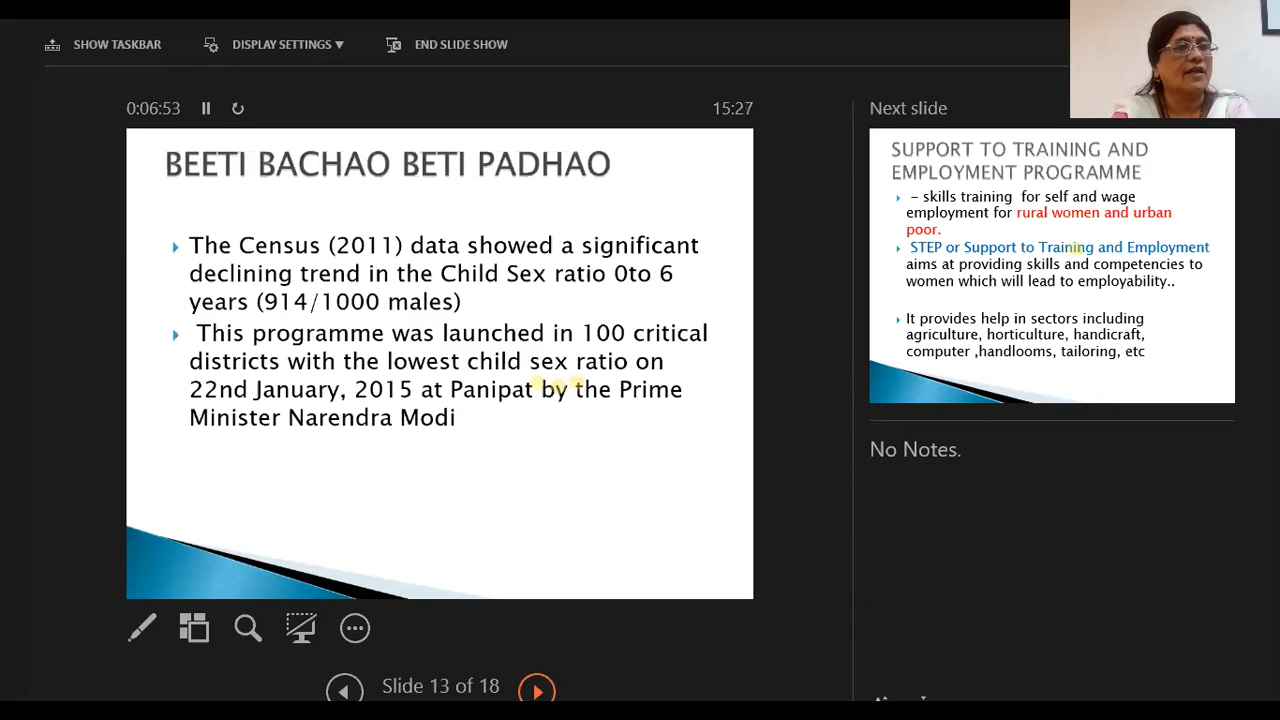 SHOW TASKBAR
DISPLAY SETTINGS ▼
END SLIDE SHOW
0:06:53
15:27
BEETI BACHAO BETI PADHAO
The Census (2011) data showed a significant
declining trend in the Child Sex ratio 0to 6
years (914/1000 males)
This programme was launched in 100 critical
districts with the lowest child sex ratio on
22nd January, 2015 at Panipat by the Prime
Minister Narendra Modi
Slide 13 of 18
Next slide
SUPPORT TO TRAINING AND
EMPLOYMENT PROGRAMME
– skills training for self and wage
employment for rural women and urban
poor.
STEP or Support to Training and Employment
aims at providing skills and competencies to
women which will lead to employability..
It provides help in sectors including
agriculture, horticulture, handicraft,
computer ,handlooms, tailoring, etc
No Notes.